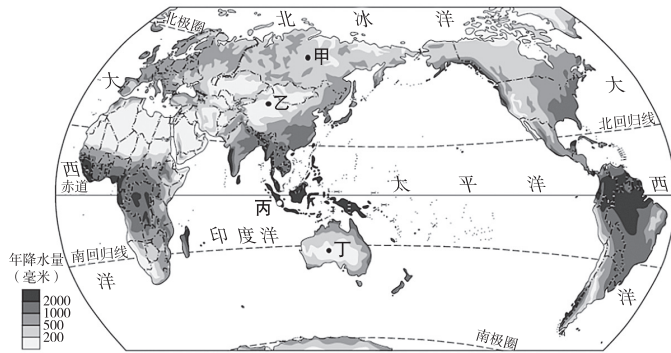 北极圈
北 冰 洋
甲
大
大
乙
北回归线
西
赤道
太 平 洋
西
丙
印度洋
丁
南回归线
洋
洋
年降水量
（毫米）
2000
1000
500
200
南极圈